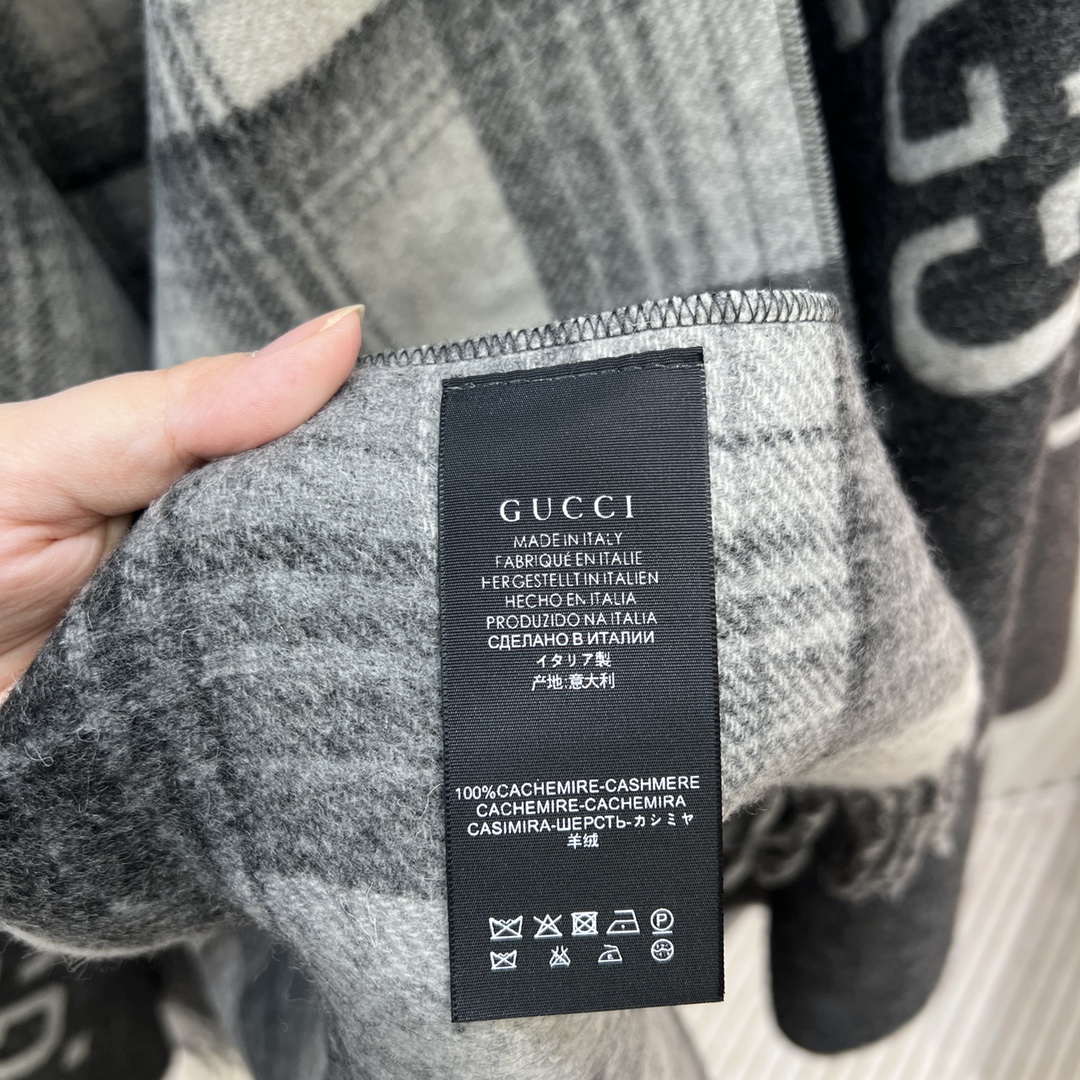 GUCCI
MADE IN ITALY
FABRIQUÉ EN ITALIE
HERGESTELLT IN ITALIEN
HECHO EN ITALIA
PRODUZIDO NA ITALIA
СДЕЛАНО В ИТАЛИИ
イタリア製
产地:意大利
100%CACHEMIRE-CASHMERE
CACHEMIRE-CACHEMIRA
CASIMIRA-ШЕРСТЬ-カシミヤ
羊绒
P